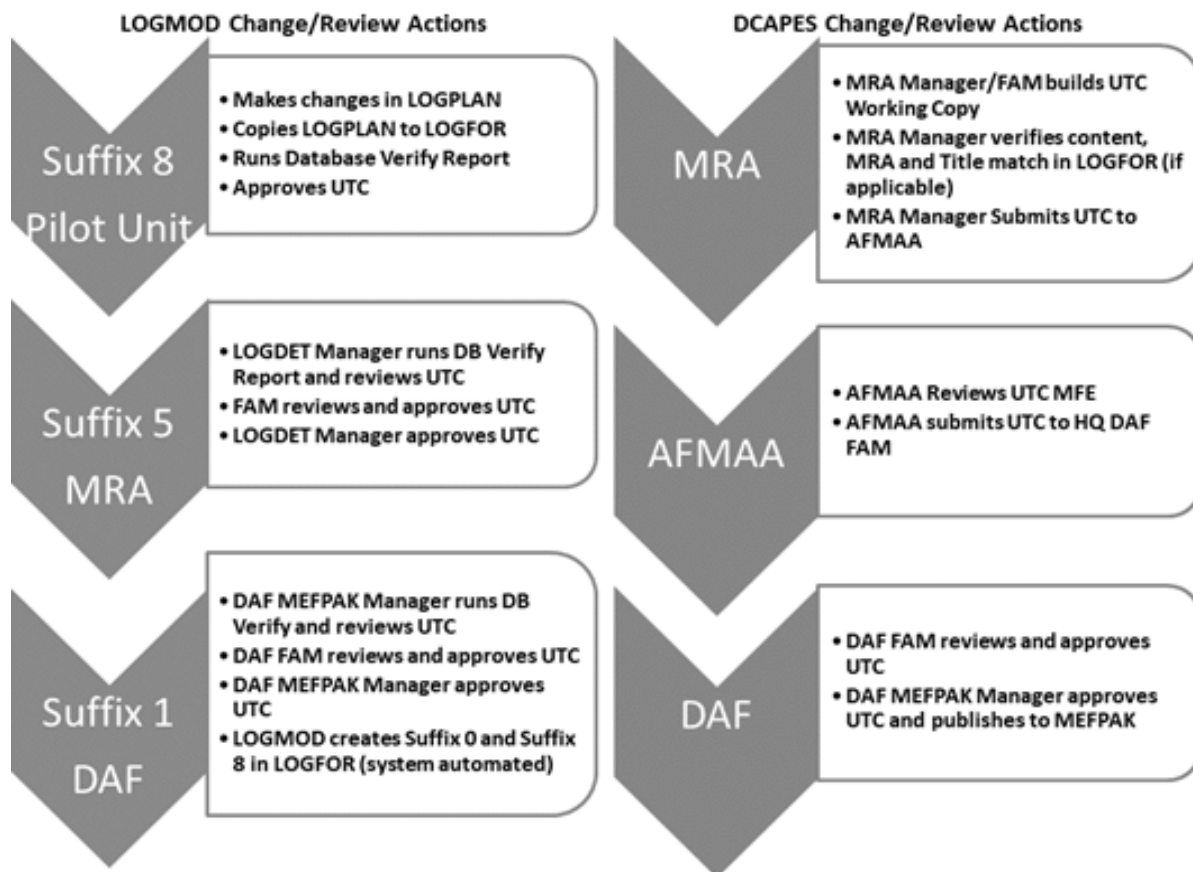 LOGMOD Change/Review Actions
Suffix 8
Pilot Unit
• Makes changes in LOGPLAN
• Copies LOGPLAN to LOGFOR
• Runs Database Verify Report
• Approves UTC
Suffix 5
MRA
• LOGDET Manager runs DB Verify
Report and reviews UTC
• FAM reviews and approves UTC
• LOGDET Manager approves UTC
Suffix 1
DAF
• DAF MEFPAK Manager runs DB
Verify and reviews UTC
• DAF FAM reviews and approves UTC
• DAF MEFPAK Manager approves
UTC
• LOGMOD creates Suffix 0 and Suffix
8 in LOGFOR (system automated)
DCAPES Change/Review Actions
MRA
• MRA Manager/FAM builds UTC
Working Copy
• MRA Manager verifies content,
MRA and Title match in LOGFOR (if
applicable)
• MRA Manager Submits UTC to
AFMAA
AFMAA
• AFMAA Reviews UTC MFE
• AFMAA submits UTC to HQ DAF
FAM
DAF
• DAF FAM reviews and approves
UTC
• DAF MEFPAK Manager approves
UTC and publishes to MEFPAK